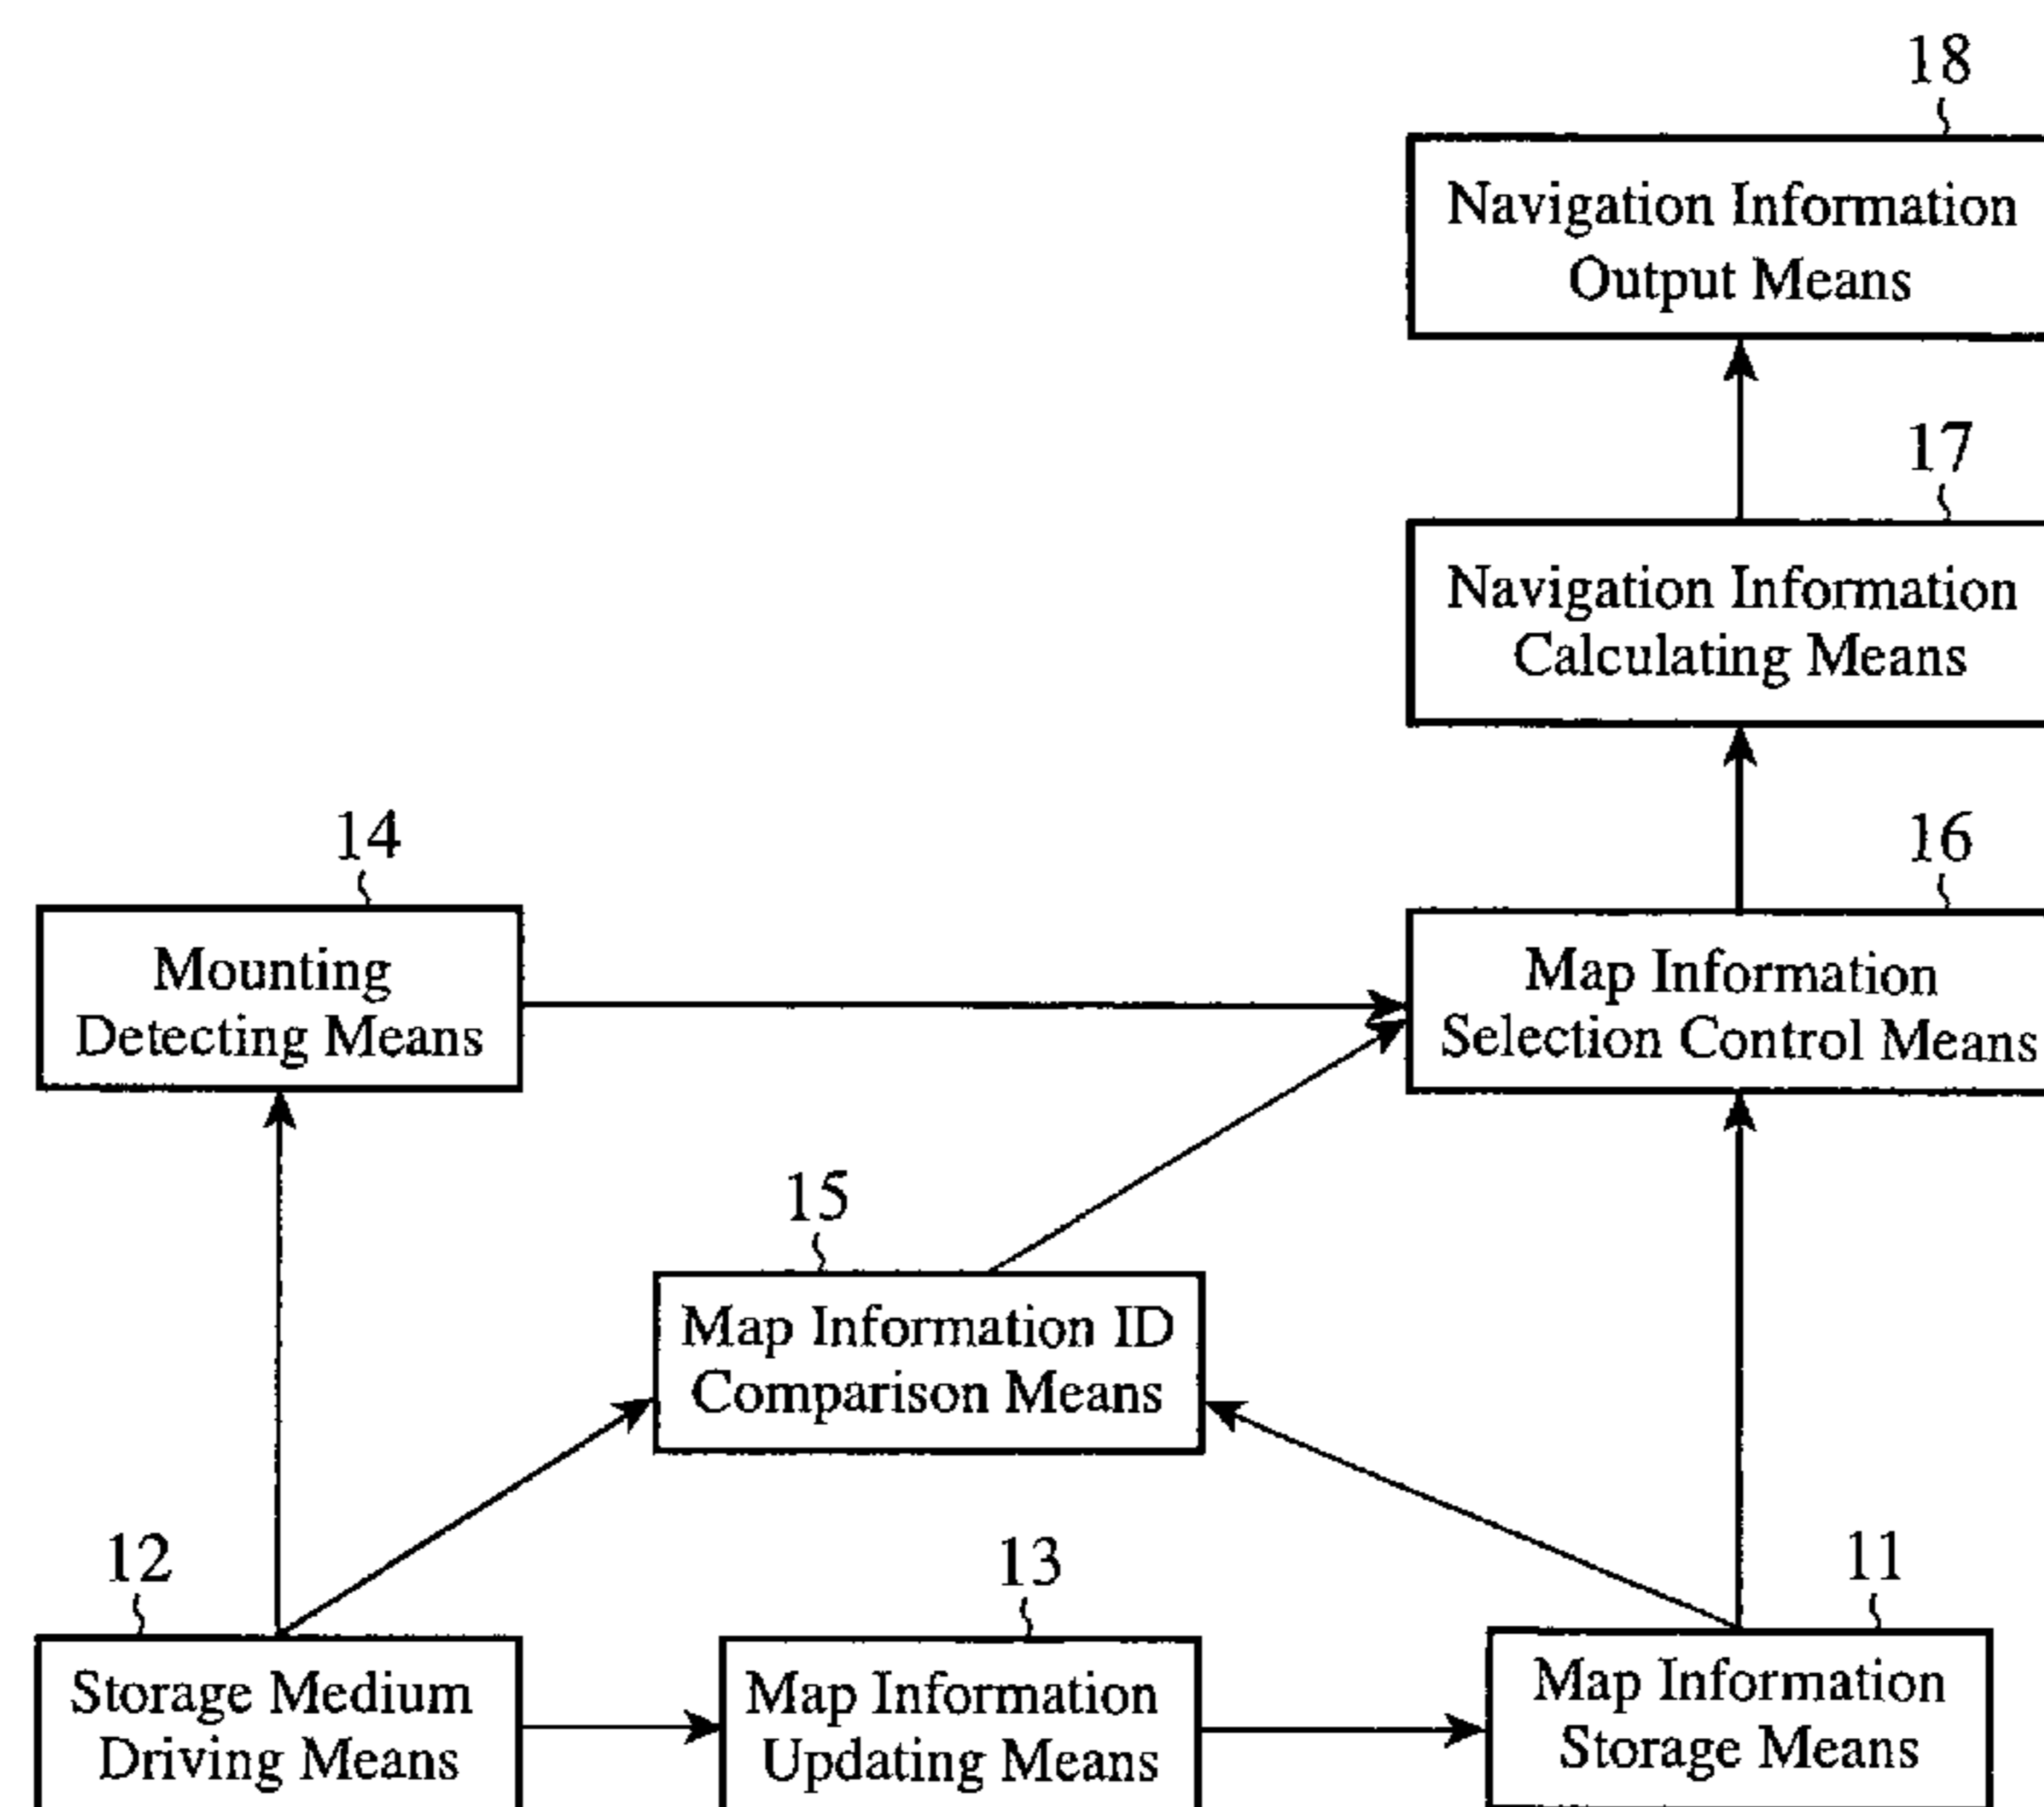 18
Navigation Information
Output Means
17
Navigation Information
Calculating Means
14
16
Mounting
Detecting Means
Map Information
Selection Control Means
15
Map Information ID
Comparison Means
12
13
11
Storage Medium
Driving Means
Map Information
Updating Means
Map Information
Storage Means